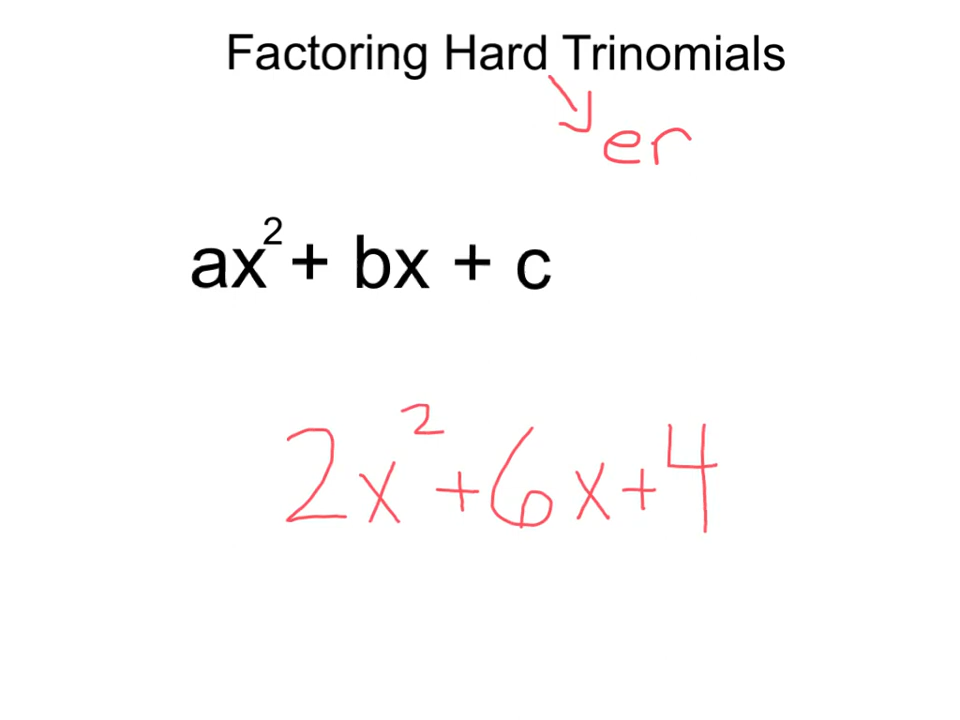 Factoring Hard Trinomials
er
ax² + bx + c
2x² + 6x + 4